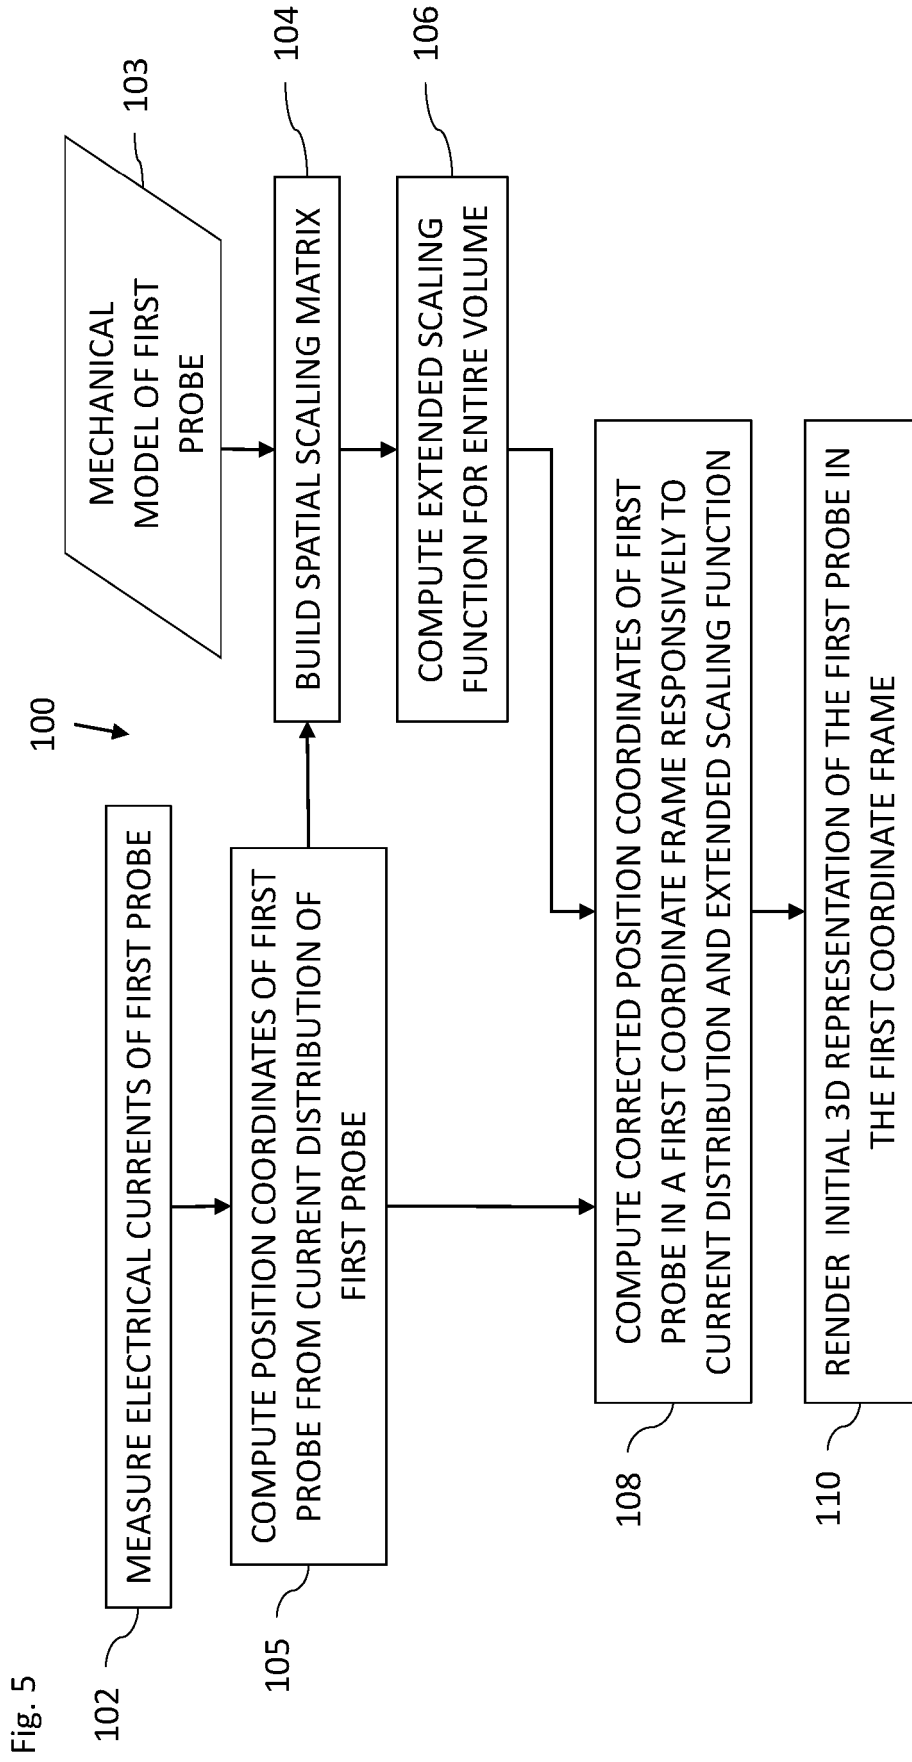 Fig. 5
100
102
MEASURE ELECTRICAL CURRENTS OF FIRST PROBE
MECHANICAL
MODEL OF FIRST
PROBE
103
105
COMPUTE POSITION COORDINATES OF FIRST
PROBE FROM CURRENT DISTRIBUTION OF
FIRST PROBE
BUILD SPATIAL SCALING MATRIX
104
COMPUTE EXTENDED SCALING
FUNCTION FOR ENTIRE VOLUME
106
108
COMPUTE CORRECTED POSITION COORDINATES OF FIRST
PROBE IN A FIRST COORDINATE FRAME RESPONSIVELY TO
CURRENT DISTRIBUTION AND EXTENDED SCALING FUNCTION
110
RENDER INITIAL 3D REPRESENTATION OF THE FIRST PROBE IN
THE FIRST COORDINATE FRAME